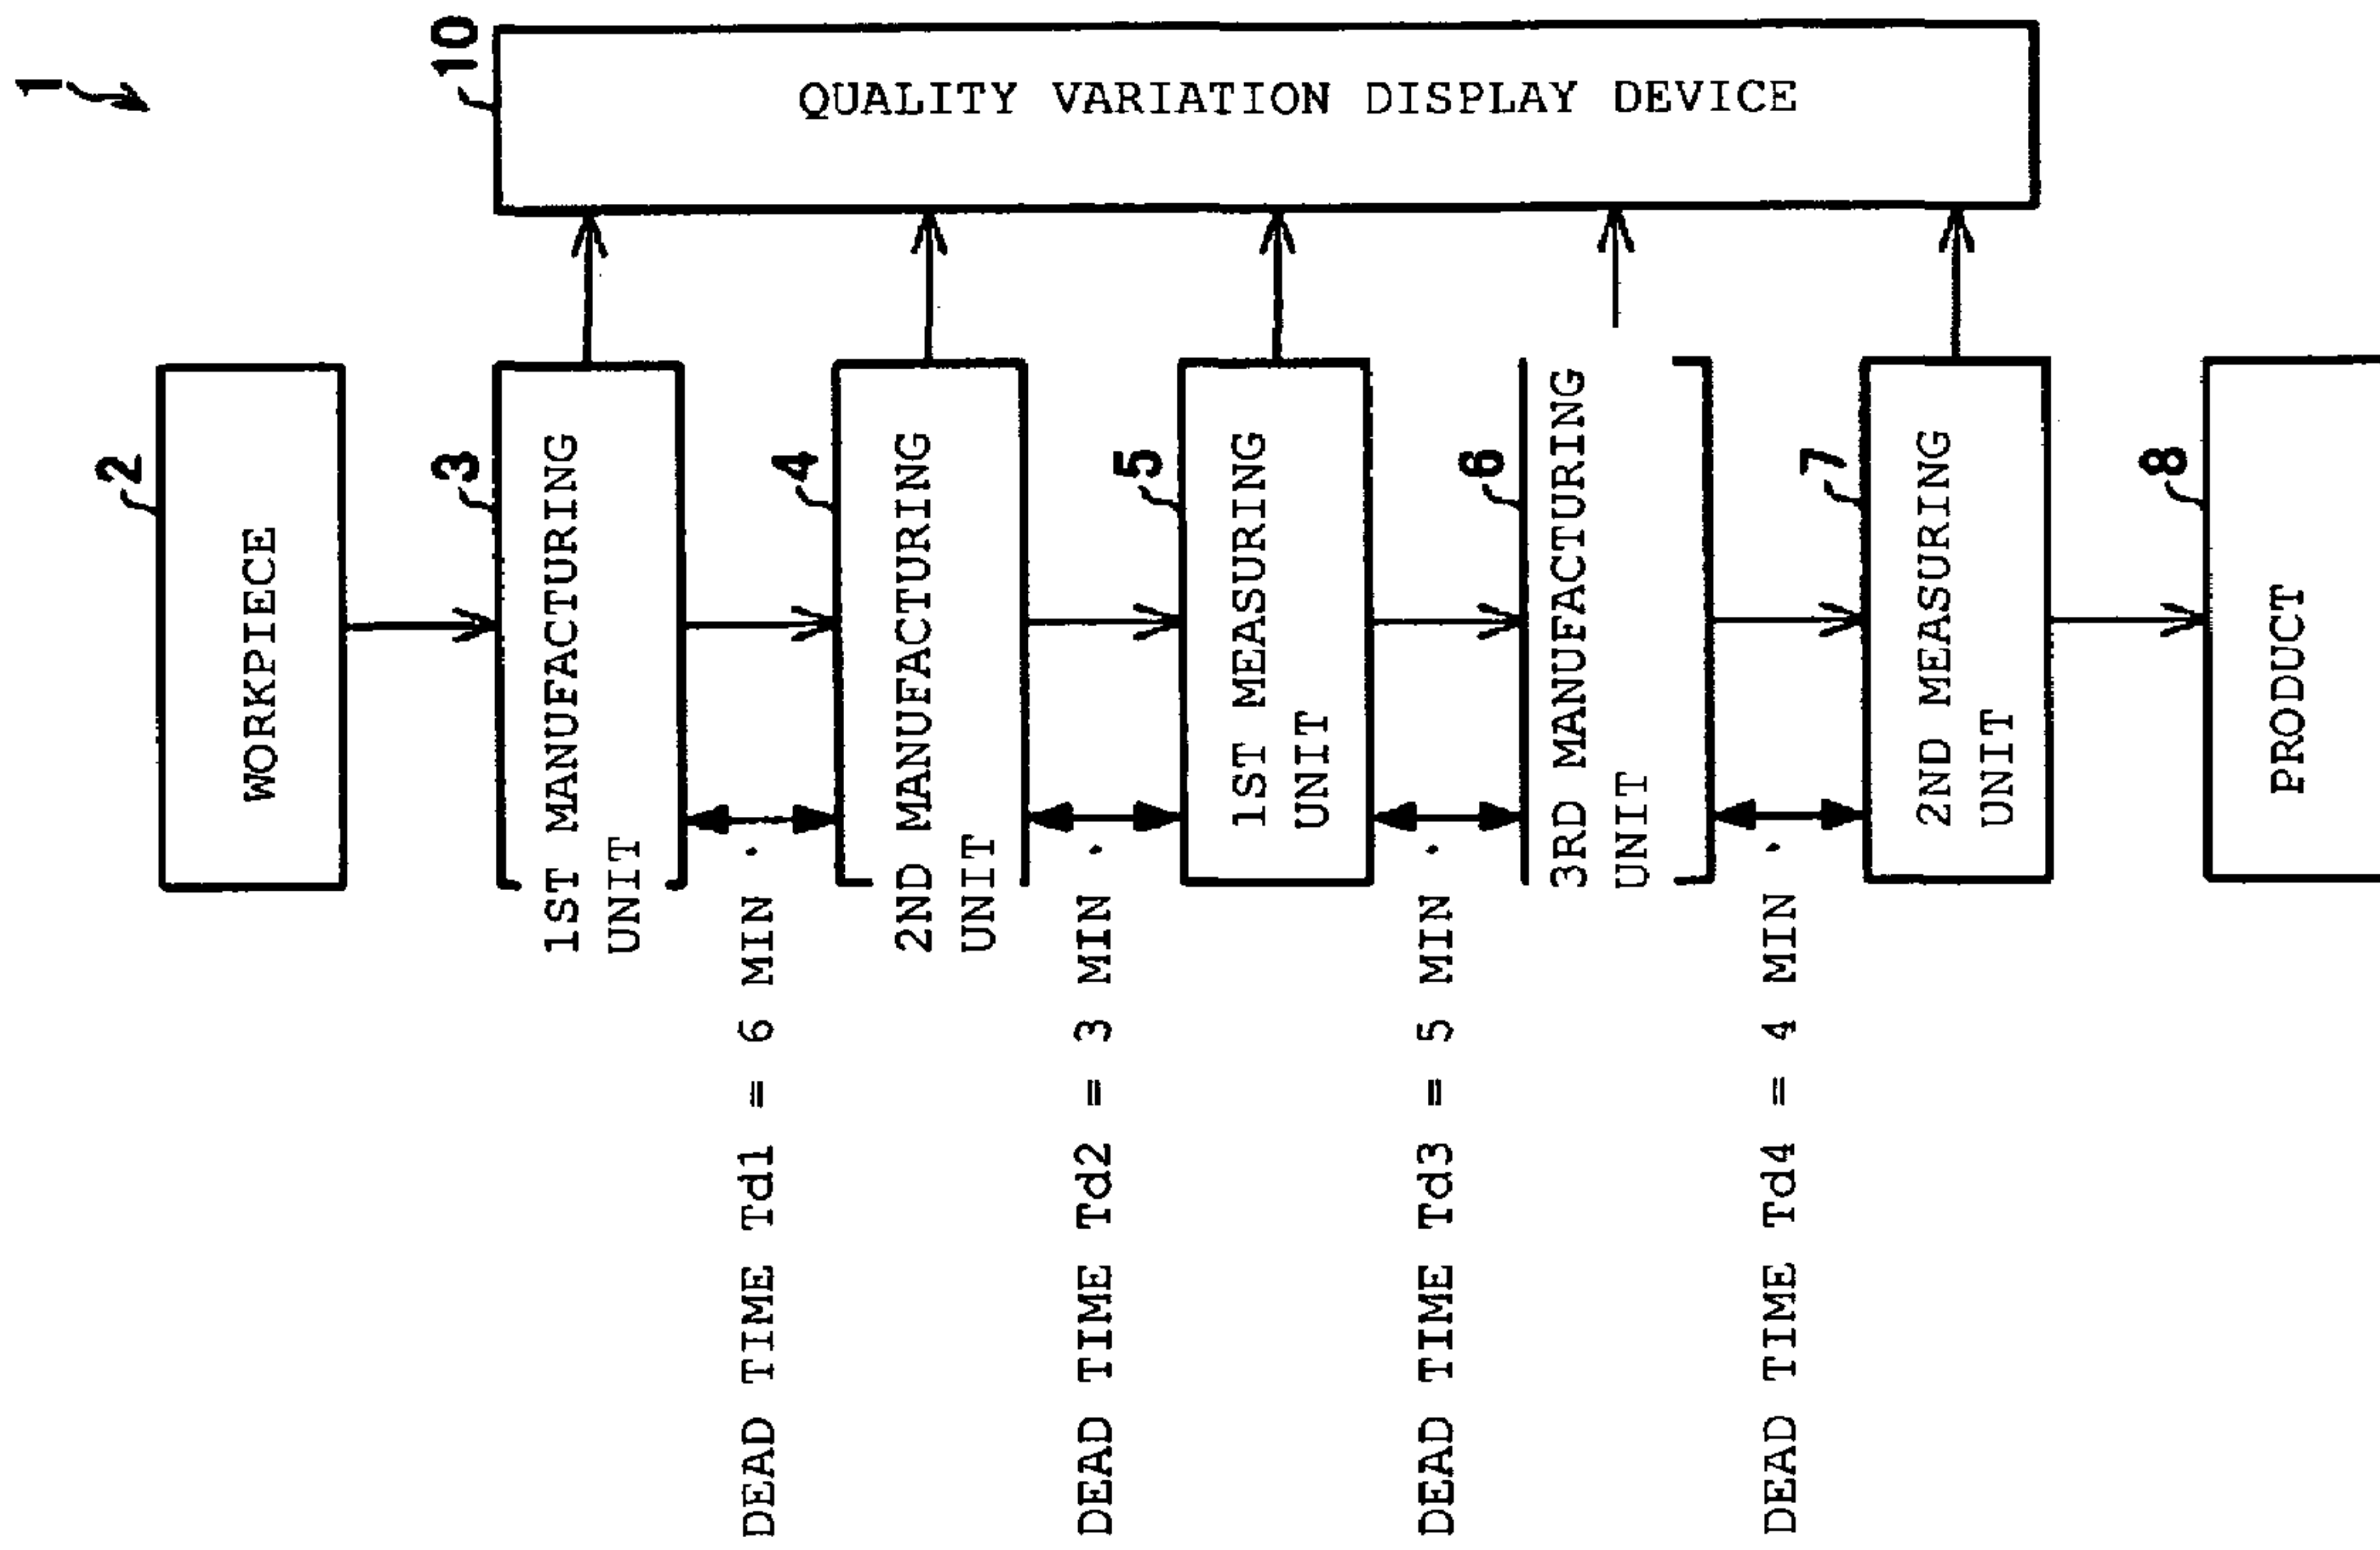 1
10
QUALITY VARIATION DISPLAY DEVICE
2
WORKPIECE
3
1ST MANUFACTURING
UNIT
DEAD TIME Td1 = 6 MIN.
4
2ND MANUFACTURING
UNIT
DEAD TIME Td2 = 3 MIN.
5
1ST MEASURING
UNIT
DEAD TIME Td3 = 5 MIN.
6
3RD MANUFACTURING
UNIT
DEAD TIME Td4 = 4 MIN.
7
2ND MEASURING
UNIT
8
PRODUCT